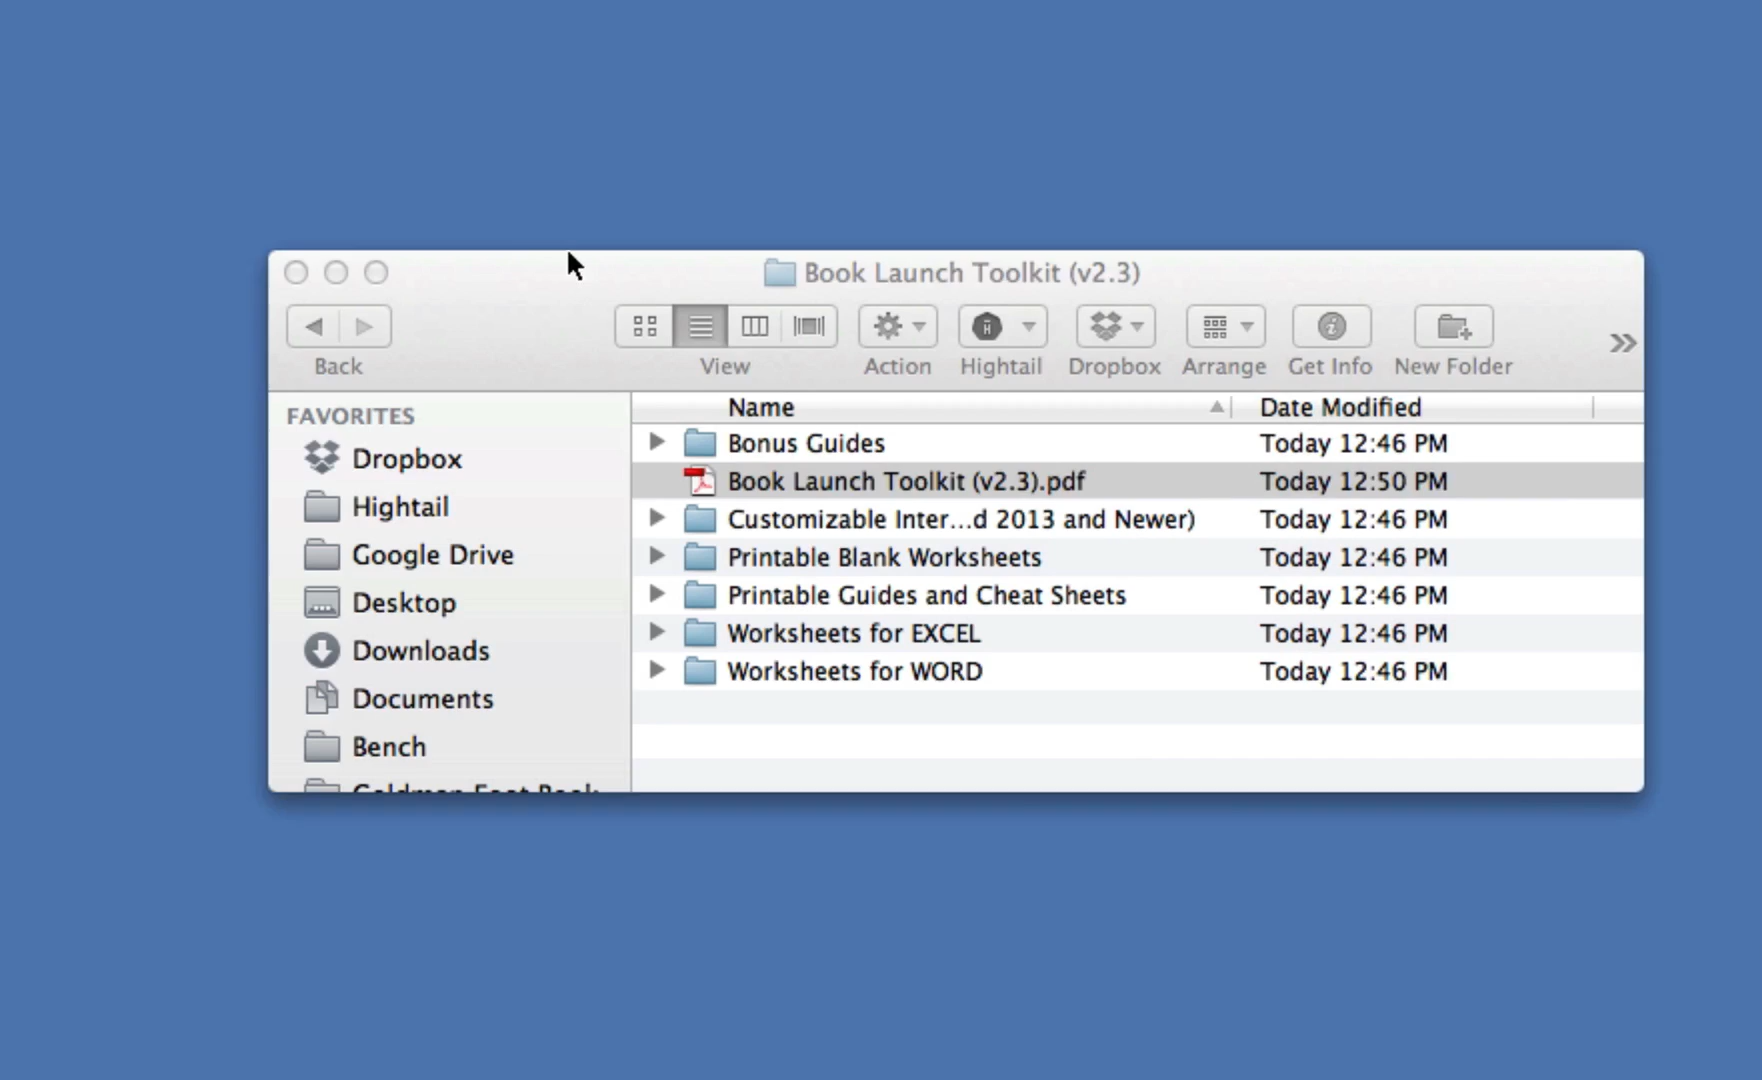 Book Launch Toolkit (v2.3)
Back
View
Action
Hightail
Dropbox
Arrange
Get Info
New Folder
FAVORITES
Dropbox
Hightail
Google Drive
Desktop
Downloads
Documents
Bench
Name Date Modified
Bonus Guides Today 12:46 PM
Book Launch Toolkit (v2.3).pdf Today 12:50 PM
Customizable Inter...d 2013 and Newer) Today 12:46 PM
Printable Blank Worksheets Today 12:46 PM
Printable Guides and Cheat Sheets Today 12:46 PM
Worksheets for EXCEL Today 12:46 PM
Worksheets for WORD Today 12:46 PM